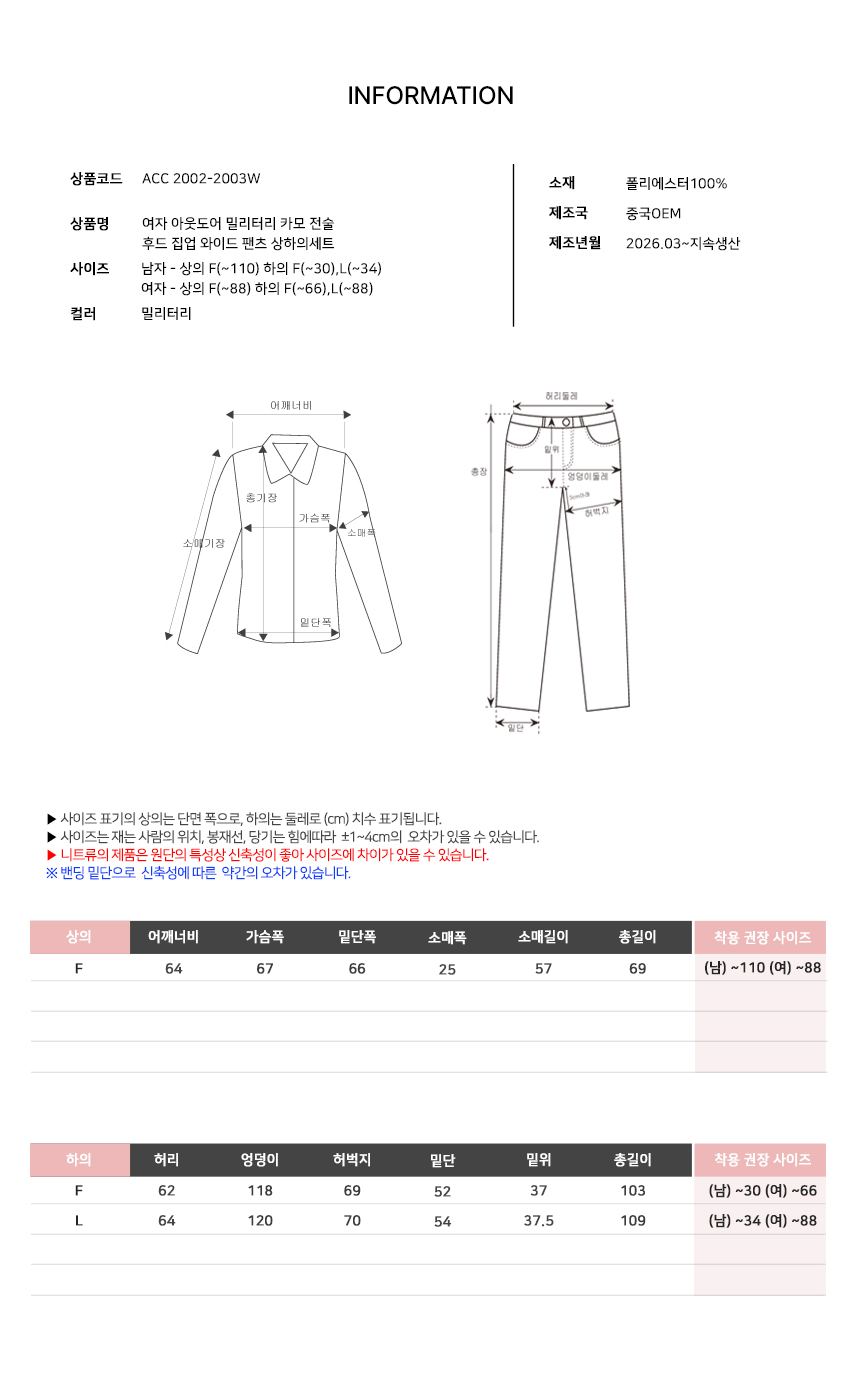 INFORMATION
상품코드 ACC 2002-2003W
상품명 여자 아웃도어 밀리터리 카모 전술
후드 집업 와이드 팬츠 상하의세트
사이즈 남자 - 상의 F(~110) 하의 F(~30),L(~34)
여자 - 상의 F(~88) 하의 F(~66),L(~88)
컬러 밀리터리
소재 폴리에스터100%
제조국 중국OEM
제조년월 2026.03~지속생산
어깨너비
총기장
가슴폭
소매폭
소매기장
밑단폭
허리둘레
밑위
총장
엉덩이둘레
허벅지
밑단
▶ 사이즈 표기의 상의는 단면 폭으로, 하의는 둘레로 (cm) 치수 표기됩니다.
▶ 사이즈는 재는 사람의 위치, 봉재선, 당기는 힘에따라 ±1~4cm의 오차가 있을 수 있습니다.
▶ 니트류의 제품은 원단의 특성상 신축성이 좋아 사이즈에 차이가 있을 수 있습니다.
※ 밴딩 밑단으로 신축성에 따른 약간의 오차가 있습니다.
상의 어깨너비 가슴폭 밑단폭 소매폭 소매길이 총길이 착용 권장 사이즈
F 64 67 66 25 57 69 (남) ~110 (여) ~88
하의 허리 엉덩이 허벅지 밑단 밑위 총길이 착용 권장 사이즈
F 62 118 69 52 37 103 (남) ~30 (여) ~66
L 64 120 70 54 37.5 109 (남) ~34 (여) ~88